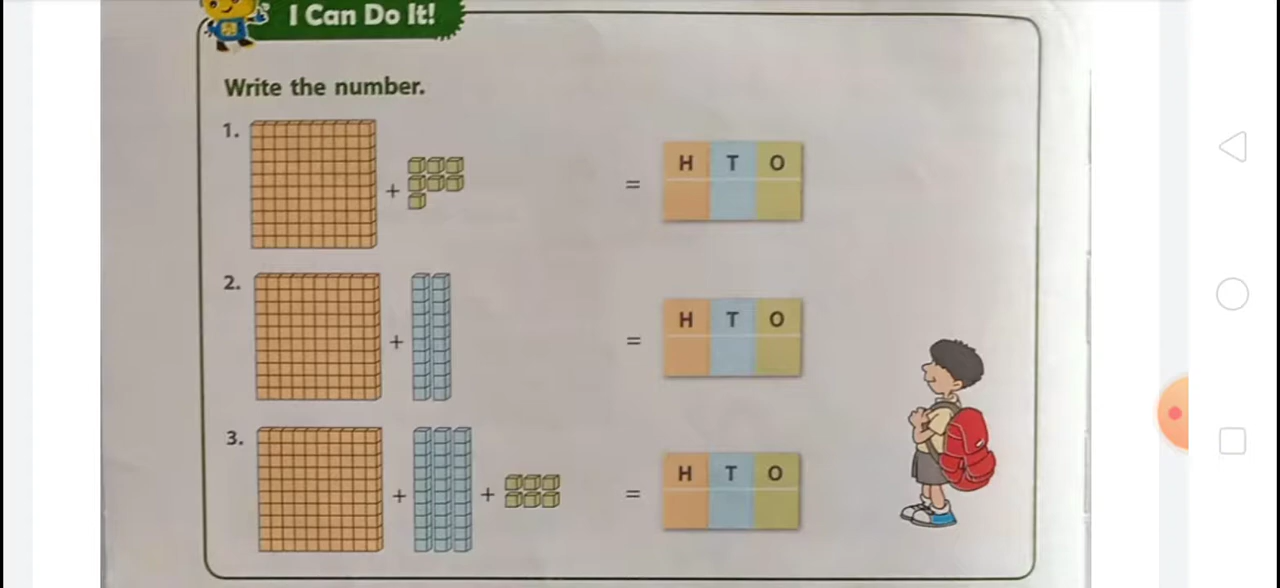 I Can Do It!
Write the number.
1.
+
=
H T O
2.
+
=
H T O
3.
+
+
=
H T O